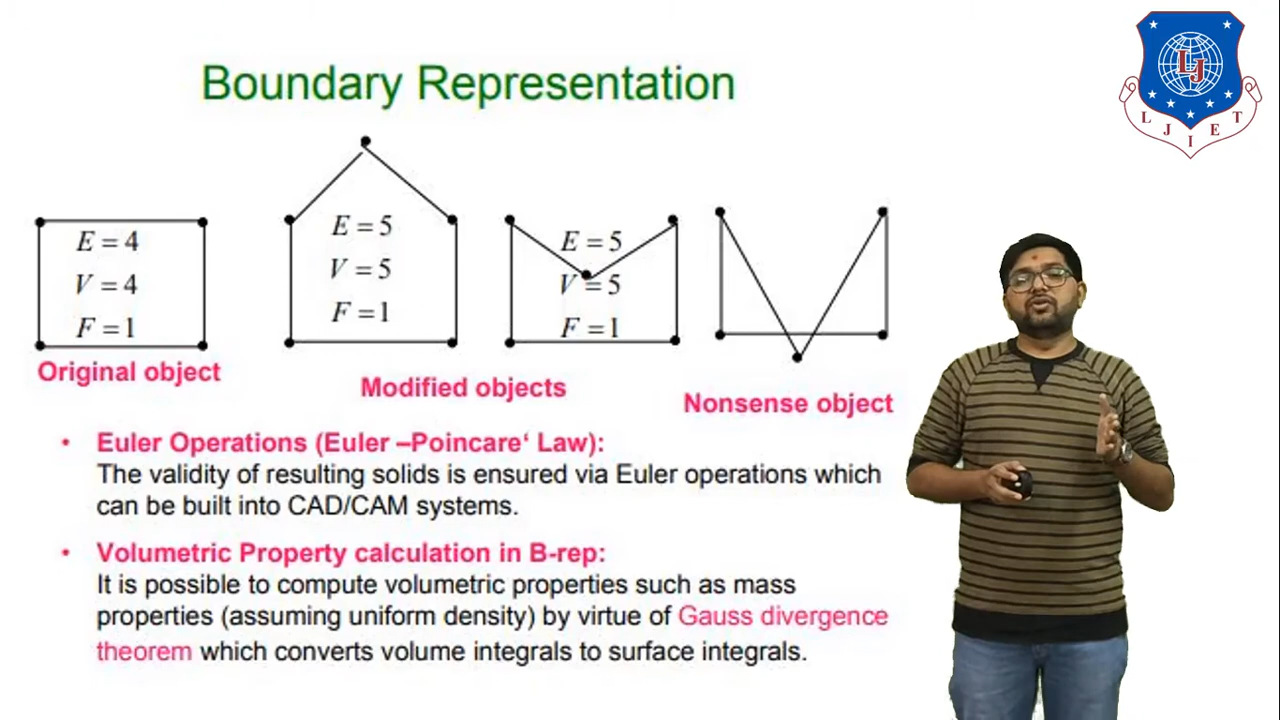 Boundary Representation
LJ
L J I E T
E = 4
V = 4
F = 1
E = 5
V = 5
F = 1
E = 5
V = 5
F = 1
Original object
Modified objects
Nonsense object
• Euler Operations (Euler –Poincare‘ Law):
The validity of resulting solids is ensured via Euler operations which
can be built into CAD/CAM systems.
• Volumetric Property calculation in B-rep:
It is possible to compute volumetric properties such as mass
properties (assuming uniform density) by virtue of Gauss divergence
theorem which converts volume integrals to surface integrals.